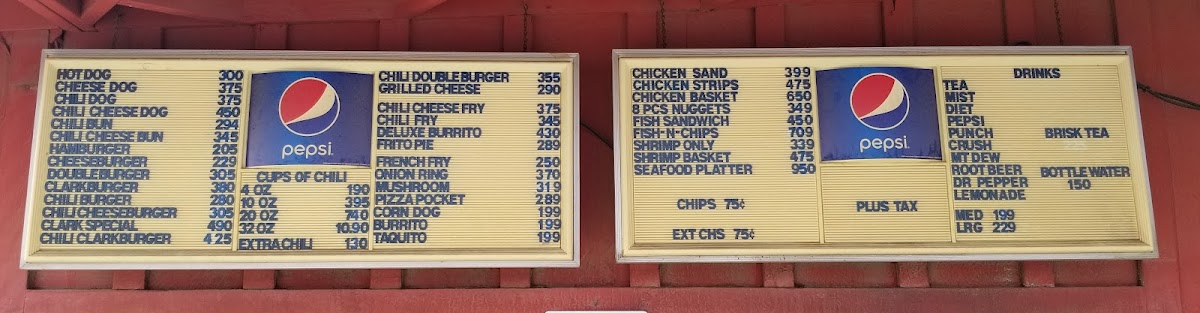 HOT DOG 300
CHEESE DOG 375
CHILI DOG 375
CHILI CHEESE DOG 450
CHILI BUN 294
CHILI CHEESE BUN 345
HAMBURGER 205
CHEESEBURGER 229
DOUBLE BURGER 305
CLARKBURGER 380
CHILI BURGER 280
CHILI CHEESEBURGER 305
CLARK SPECIAL 490
CHILI CLARKBURGER 4.25
pepsi
CUPS OF CHILI
4 OZ 190
10 OZ 395
20 OZ 740
32 OZ 10.90
EXTRA CHILI 130
CHILI DOUBLE BURGER 355
GRILLED CHEESE 290
CHILI CHEESE FRY 375
CHILI FRY 345
DELUXE BURRITO 430
FRITO PIE 289
FRENCH FRY 250
ONION RING 370
MUSHROOM 319
PIZZA POCKET 289
CORN DOG 199
BURRITO 199
TAQUITO 199
CHICKEN SAND 399
CHICKEN STRIPS 475
CHICKEN BASKET 650
8 PCS NUGGETS 349
FISH SANDWICH 450
FISH-N-CHIPS 709
SHRIMP ONLY 339
SHRIMP BASKET 475
SEAFOOD PLATTER 950
CHIPS 75¢
EXT CHS 75¢
pepsi
PLUS TAX
DRINKS
TEA
MIST
DIET
PEPSI
PUNCH
CRUSH
MT DEW
ROOT BEER
DR PEPPER
LEMONADE
MED 199
LRG 229
BRISK TEA
BOTTLE WATER
150